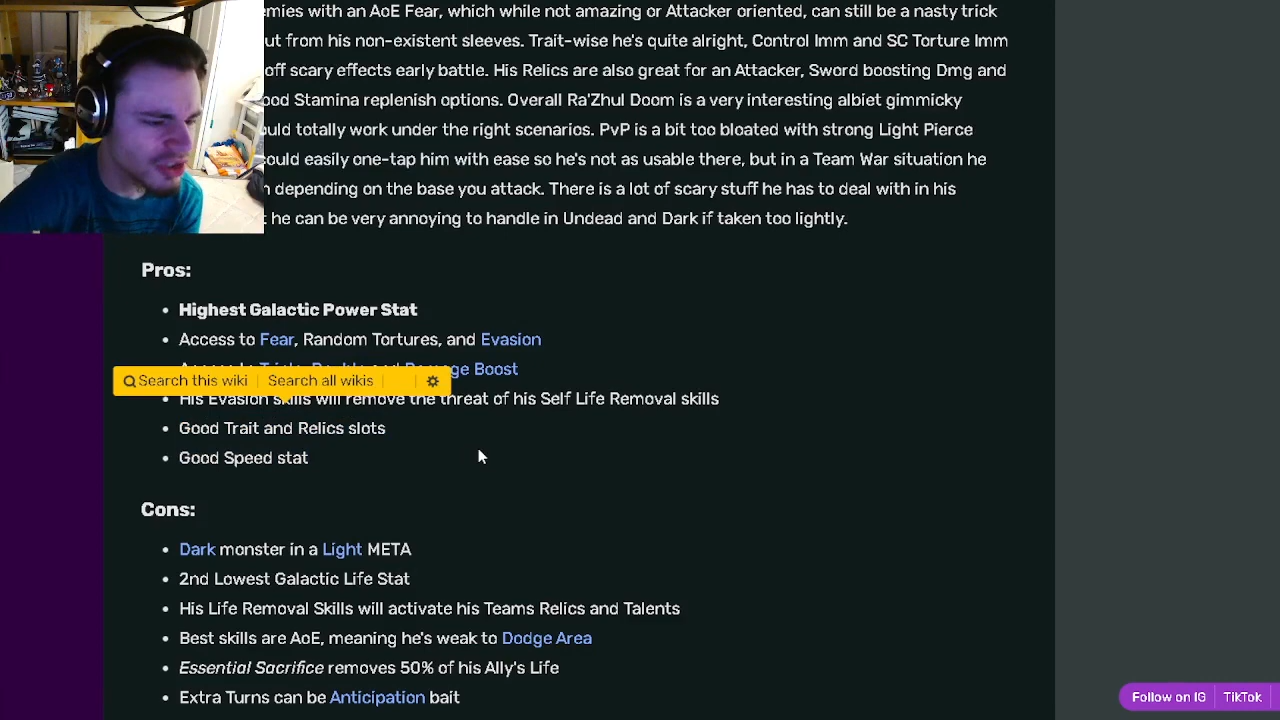 emies with an AoE Fear, which while not amazing or Attacker oriented, can still be a nasty trick
ut from his non-existent sleeves. Trait-wise he's quite alright, Control Imm and SC Torture Imm
off scary effects early battle. His Relics are also great for an Attacker, Sword boosting Dmg and
ood Stamina replenish options. Overall Ra'Zhul Doom is a very interesting albiet gimmicky
uld totally work under the right scenarios. PvP is a bit too bloated with strong Light Pierce
could easily one-tap him with ease so he's not as usable there, but in a Team War situation he
depending on the base you attack. There is a lot of scary stuff he has to deal with in his
he can be very annoying to handle in Undead and Dark if taken too lightly.
Pros:
• Highest Galactic Power Stat
• Access to Fear, Random Tortures, and Evasion
• Access to Triple, Double and Damage Boost
Search this wiki Search all wikis
• His Evasion skills will remove the threat of his Self Life Removal skills
• Good Trait and Relics slots
• Good Speed stat
Cons:
• Dark monster in a Light META
• 2nd Lowest Galactic Life Stat
• His Life Removal Skills will activate his Teams Relics and Talents
• Best skills are AoE, meaning he's weak to Dodge Area
• Essential Sacrifice removes 50% of his Ally's Life
• Extra Turns can be Anticipation bait
Follow on IG TikTok